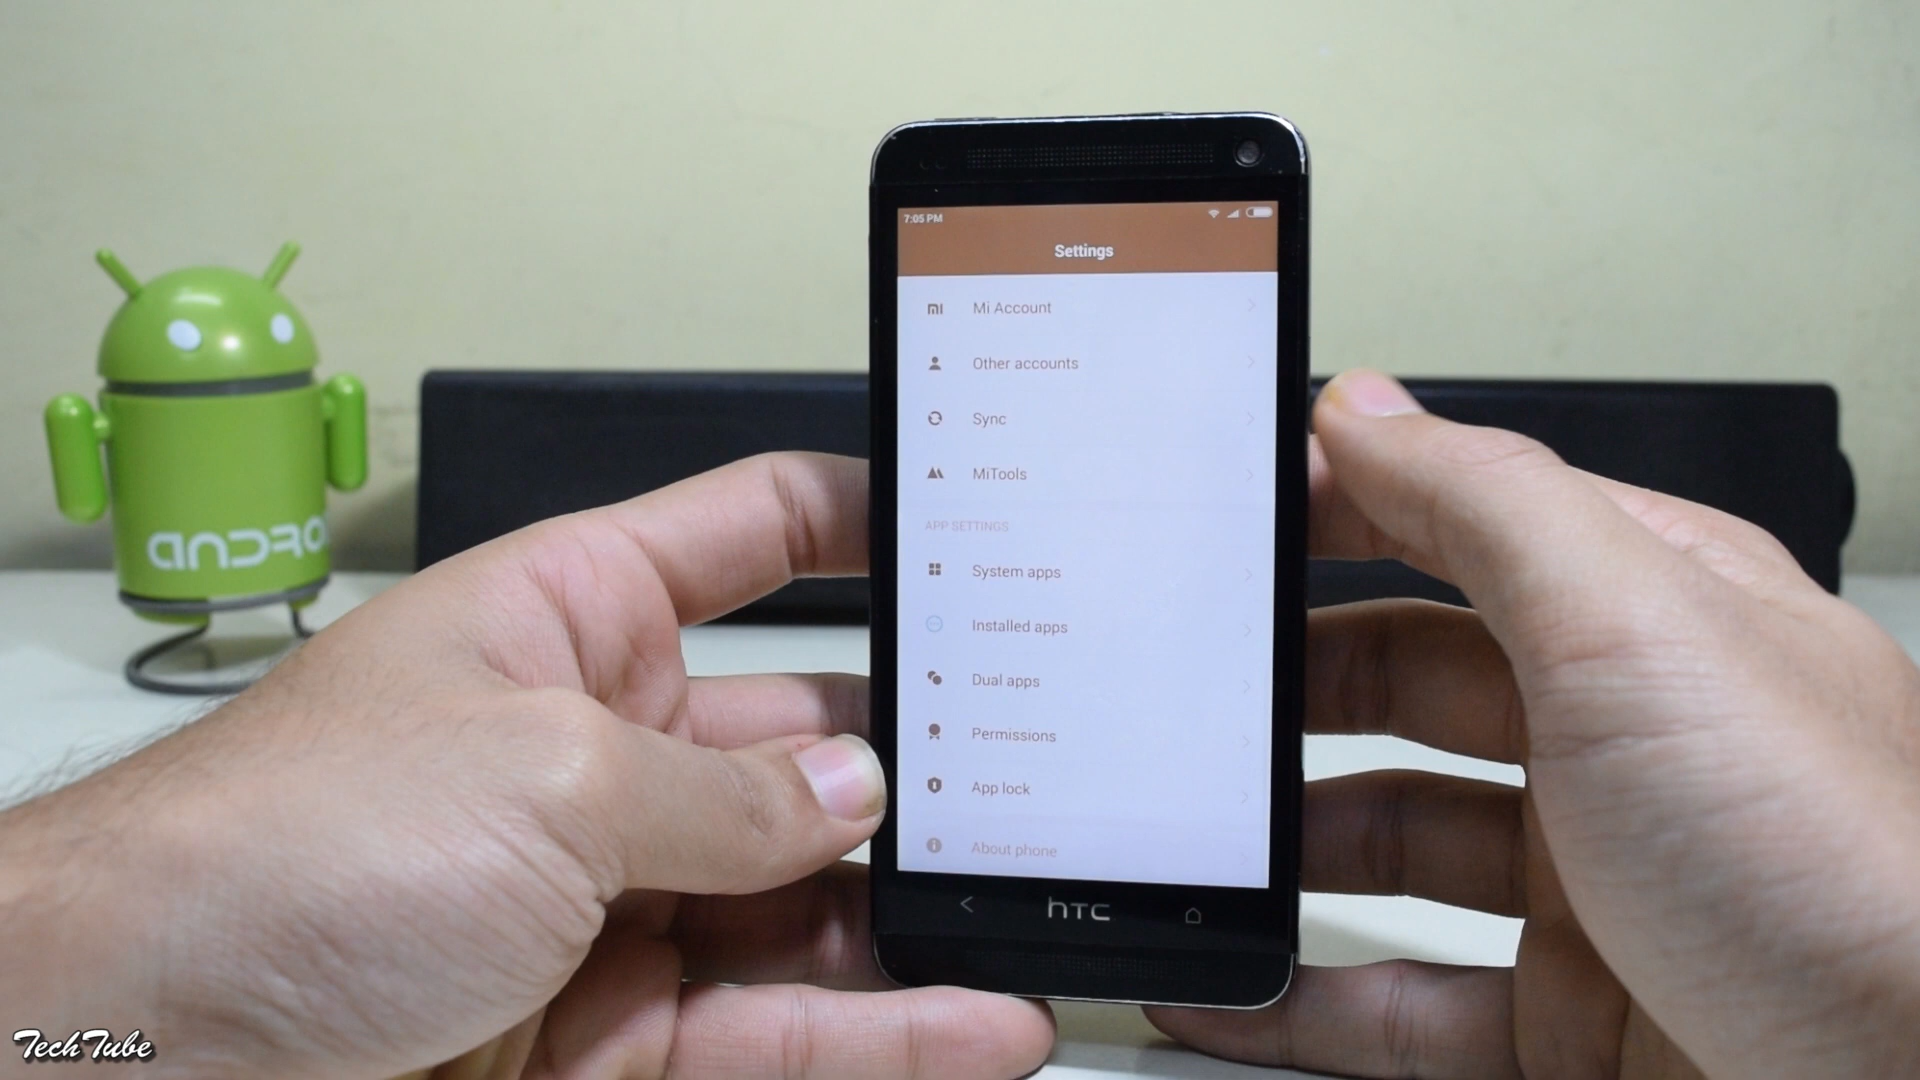 7:05 PM
Settings
Mi Account
Other accounts
Sync
MiTools
APP SETTINGS
System apps
Installed apps
Dual apps
Permissions
App lock
About phone
hTC
ANDRO
TechTube